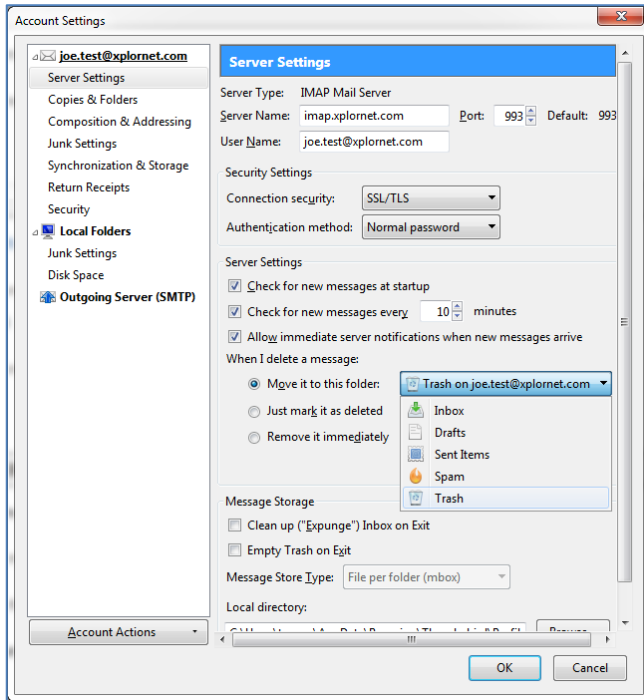 Account Settings
joe.test@xplornet.com
Server Settings
Copies & Folders
Composition & Addressing
Junk Settings
Synchronization & Storage
Return Receipts
Security
Local Folders
Junk Settings
Disk Space
Outgoing Server (SMTP)
Account Actions
Server Settings
Server Type: IMAP Mail Server
Server Name: imap.xplornet.com Port: 993 Default: 993
User Name: joe.test@xplornet.com
Security Settings
Connection security: SSL/TLS
Authentication method: Normal password
Server Settings
Check for new messages at startup
Check for new messages every 10 minutes
Allow immediate server notifications when new messages arrive
When I delete a message:
Move it to this folder: Trash on joe.test@xplornet.com
Just mark it as deleted
Remove it immediately
Inbox
Drafts
Sent Items
Spam
Trash
Message Storage
Clean up ("Expunge") Inbox on Exit
Empty Trash on Exit
Message Store Type: File per folder (mbox)
Local directory:
OK Cancel